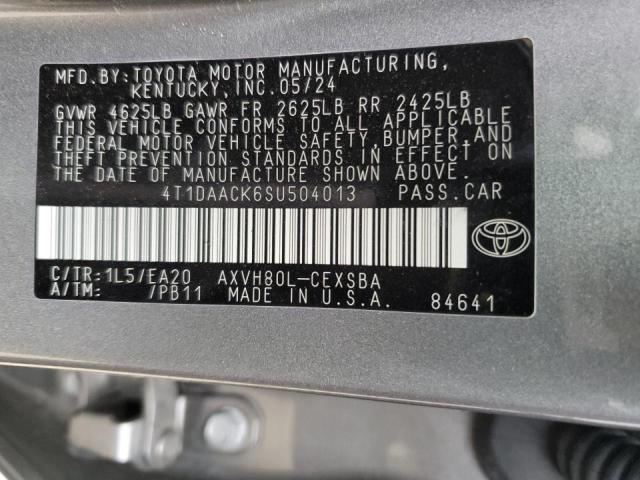 MFD.BY:TOYOTA MOTOR MANUFACTURING,
KENTUCKY,INC.05/24
GVWR 4625LB GAWR FR 2625LB RR 2425LB
THIS VEHICLE CONFORMS TO ALL APPLICABLE
FEDERAL MOTOR VEHICLE SAFETY,BUMPER,AND
THEFT PREVENTION STANDARDS IN EFFECT ON
THE DATE OF MANUFACTURE SHOWN ABOVE.
4T1DAACK6SU504013 PASS.CAR
C/TR:1L5/EA20 AXVH80L-CEXSBA
A/TM: /PB11 MADE IN U.S.A. 84641